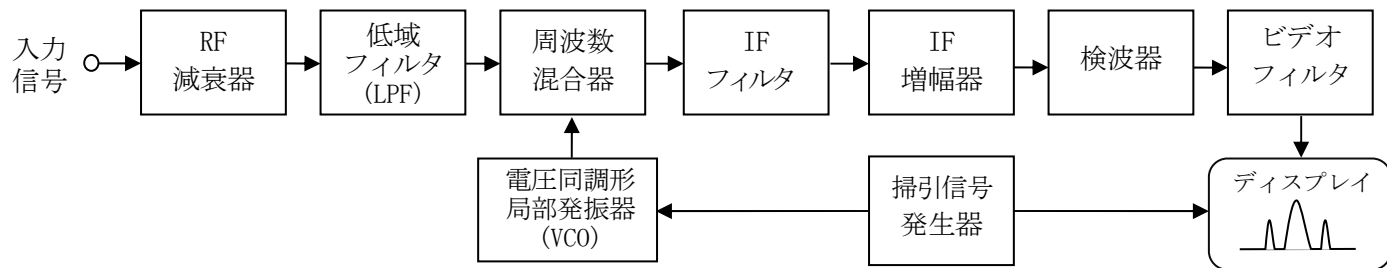 入力
信号
RF
減衰器
低域
フィルタ
(LPF)
周波数
混合器
IF
フィルタ
IF
増幅器
検波器
ビデオ
フィルタ
電圧同調形
局部発振器
(VCO)
掃引信号
発生器
ディスプレイ